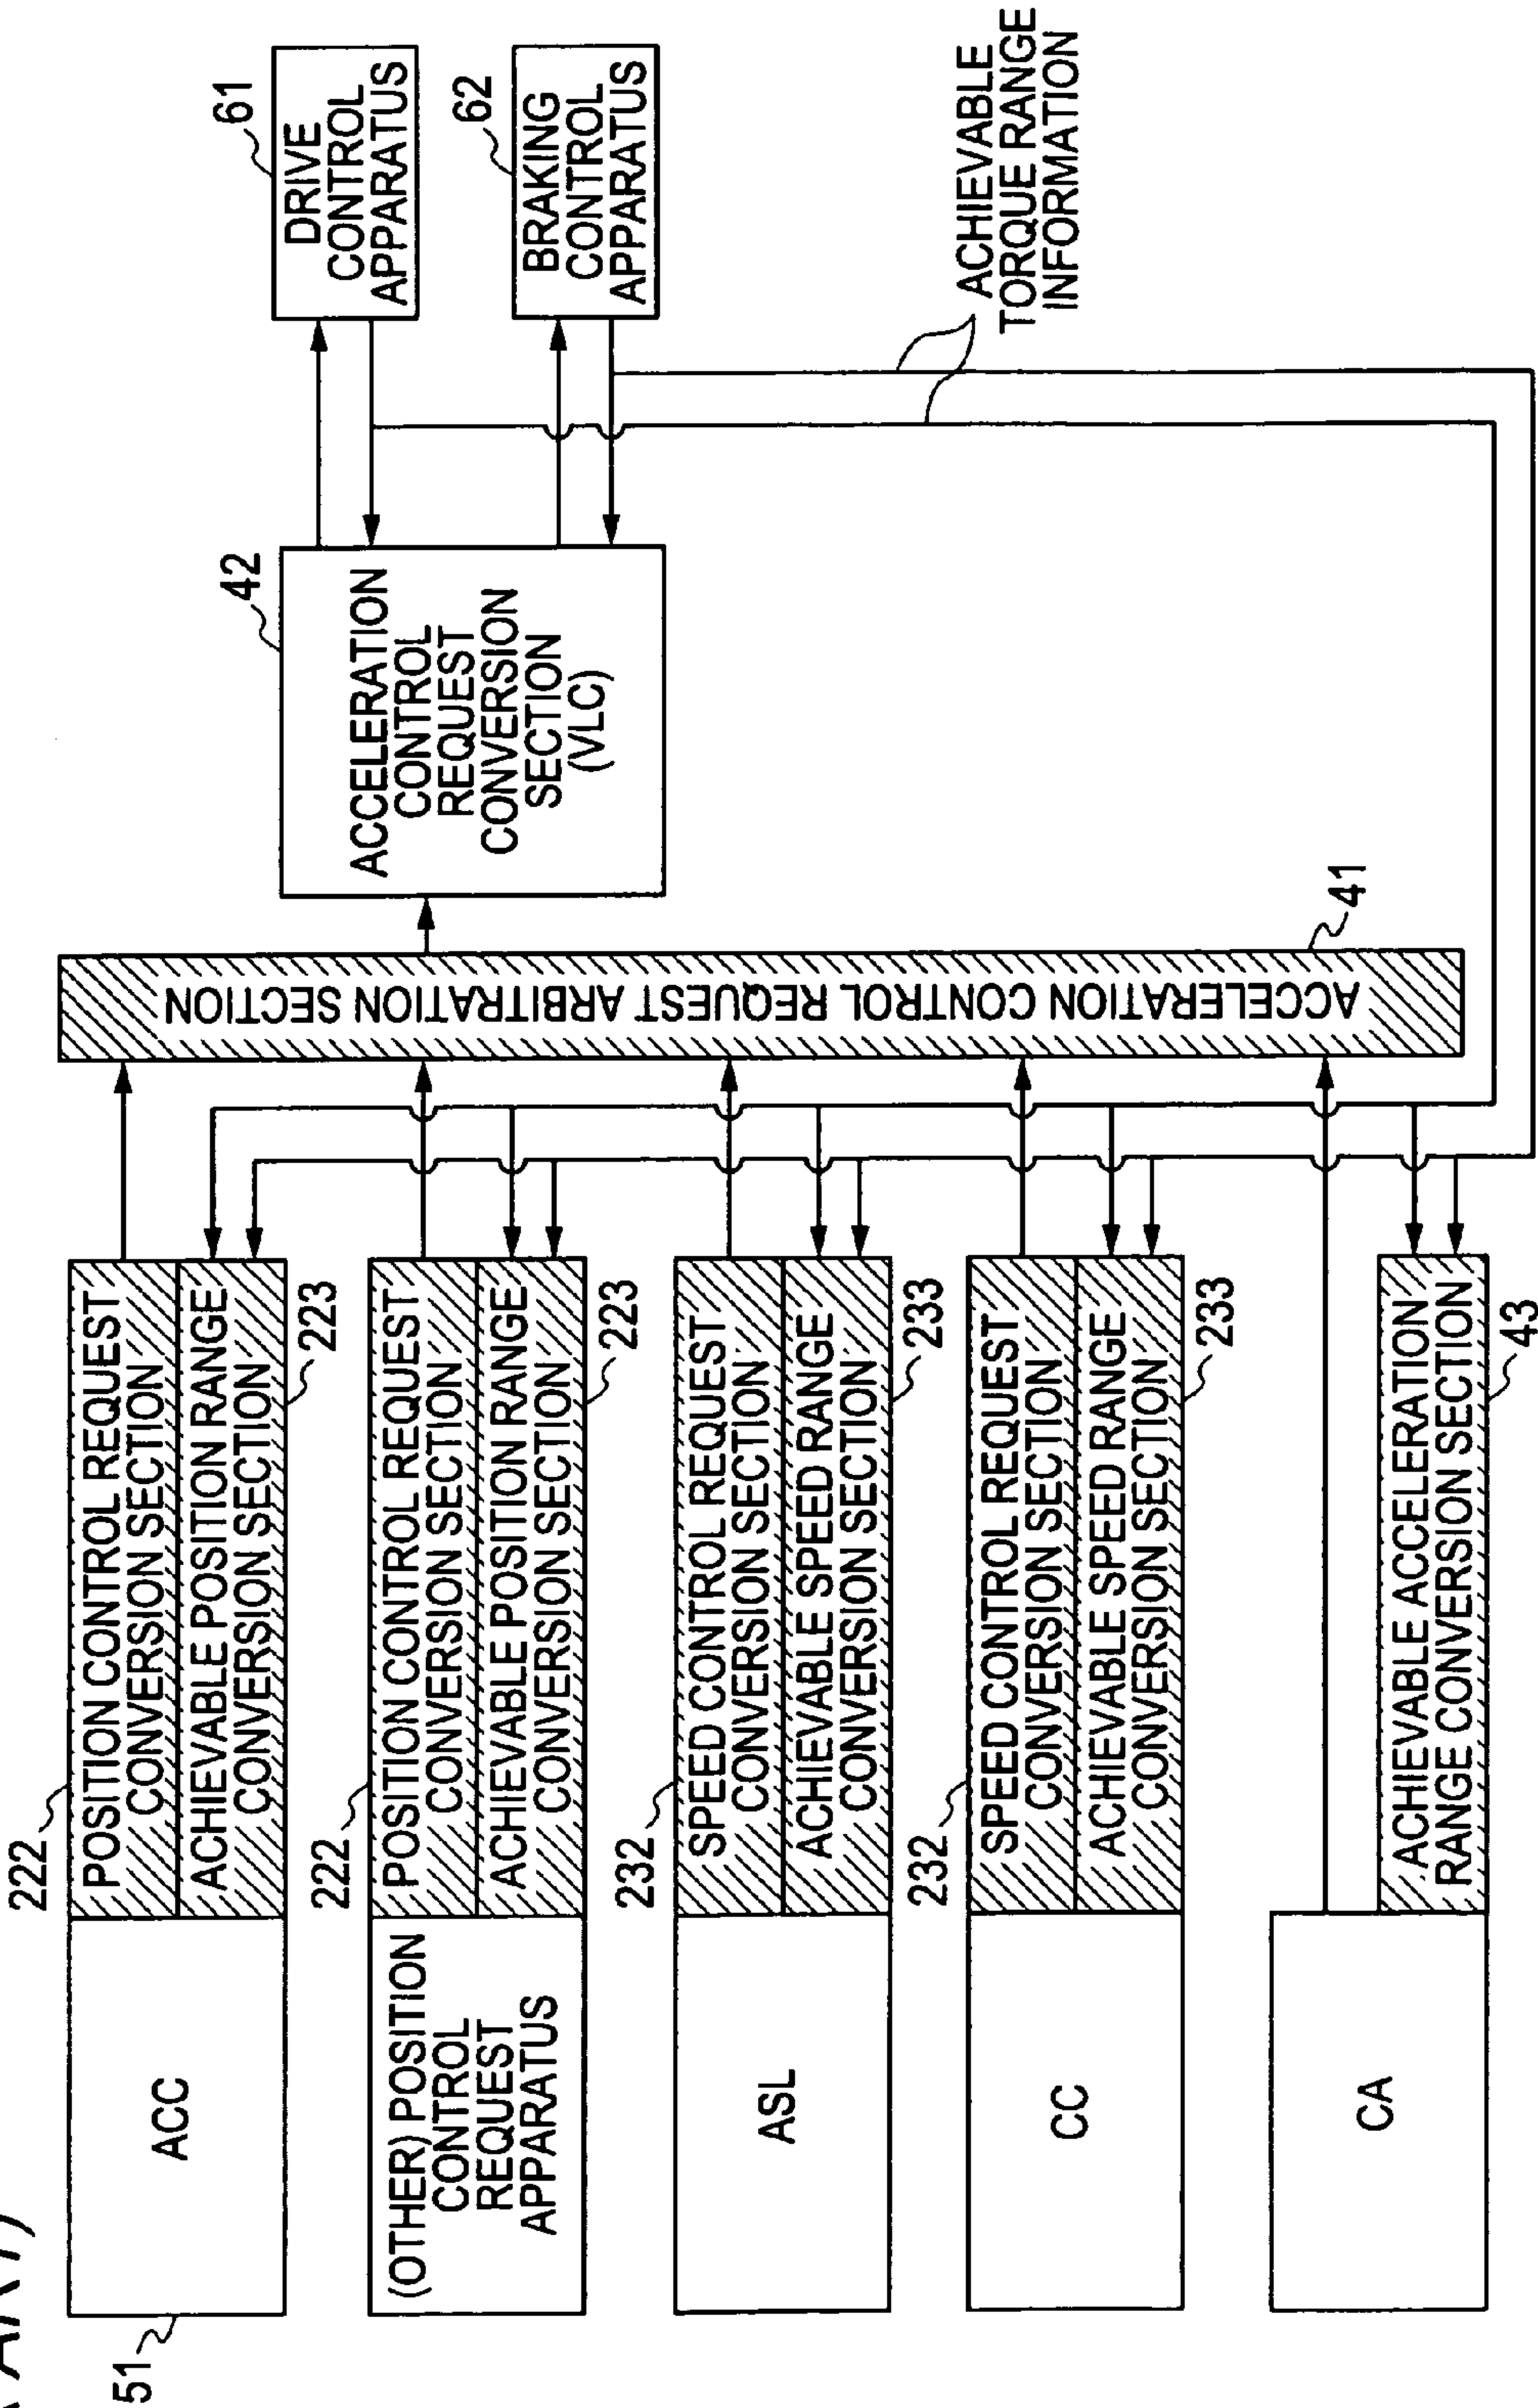 222
POSITION CONTROL REQUEST
CONVERSION SECTION
ACHIEVABLE POSITION RANGE
CONVERSION SECTION
223
ACC
51
222
POSITION CONTROL REQUEST
CONVERSION SECTION
ACHIEVABLE POSITION RANGE
CONVERSION SECTION
223
(OTHER) POSITION
CONTROL
REQUEST
APPARATUS
232
SPEED CONTROL REQUEST
CONVERSION SECTION
ACHIEVABLE SPEED RANGE
CONVERSION SECTION
233
ASL
232
SPEED CONTROL REQUEST
CONVERSION SECTION
ACHIEVABLE SPEED RANGE
CONVERSION SECTION
233
CC
CA
ACHIEVABLE ACCELERATION
RANGE CONVERSION SECTION
43
ACCELERATION CONTROL REQUEST ARBITRATION SECTION
41
42
ACCELERATION
CONTROL
REQUEST
CONVERSION
SECTION
(VLC)
61
DRIVE
CONTROL
APPARATUS
62
BRAKING
CONTROL
APPARATUS
ACHIEVABLE
TORQUE RANGE
INFORMATION